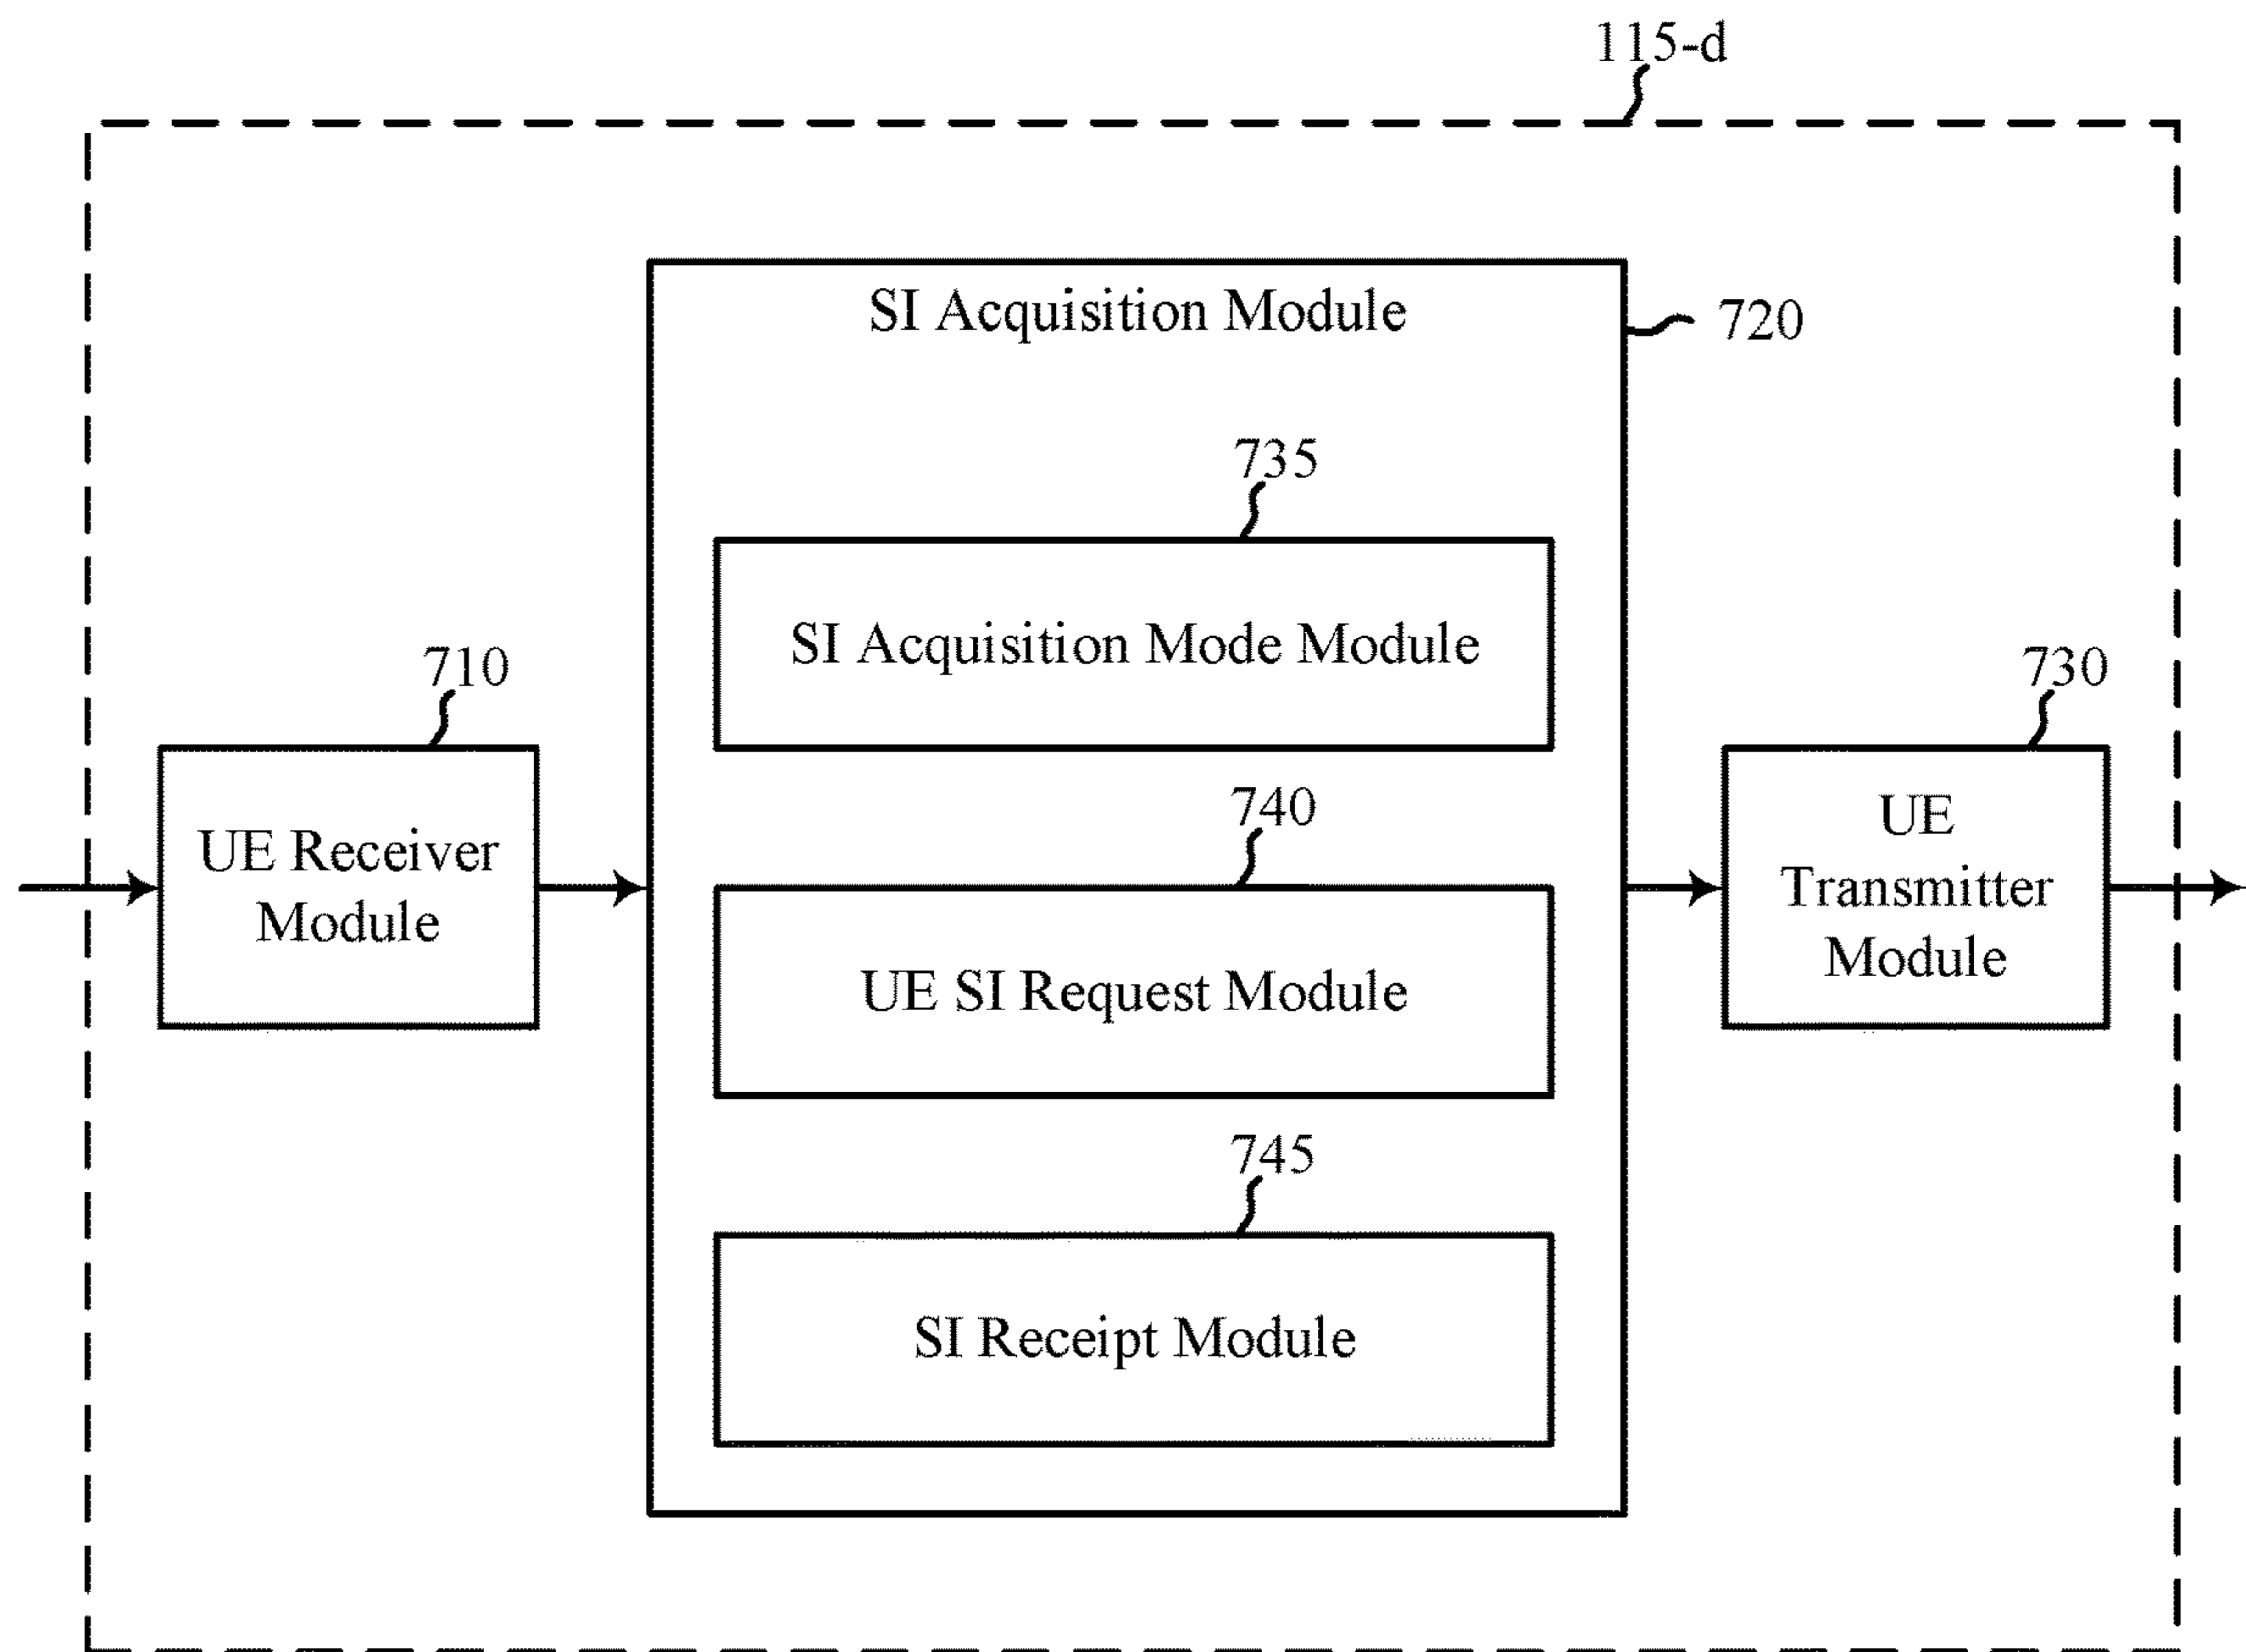 115-d
SI Acquisition Module
720
735
SI Acquisition Mode Module
710
730
UE Receiver
Module
740
UE SI Request Module
UE
Transmitter
Module
745
SI Receipt Module